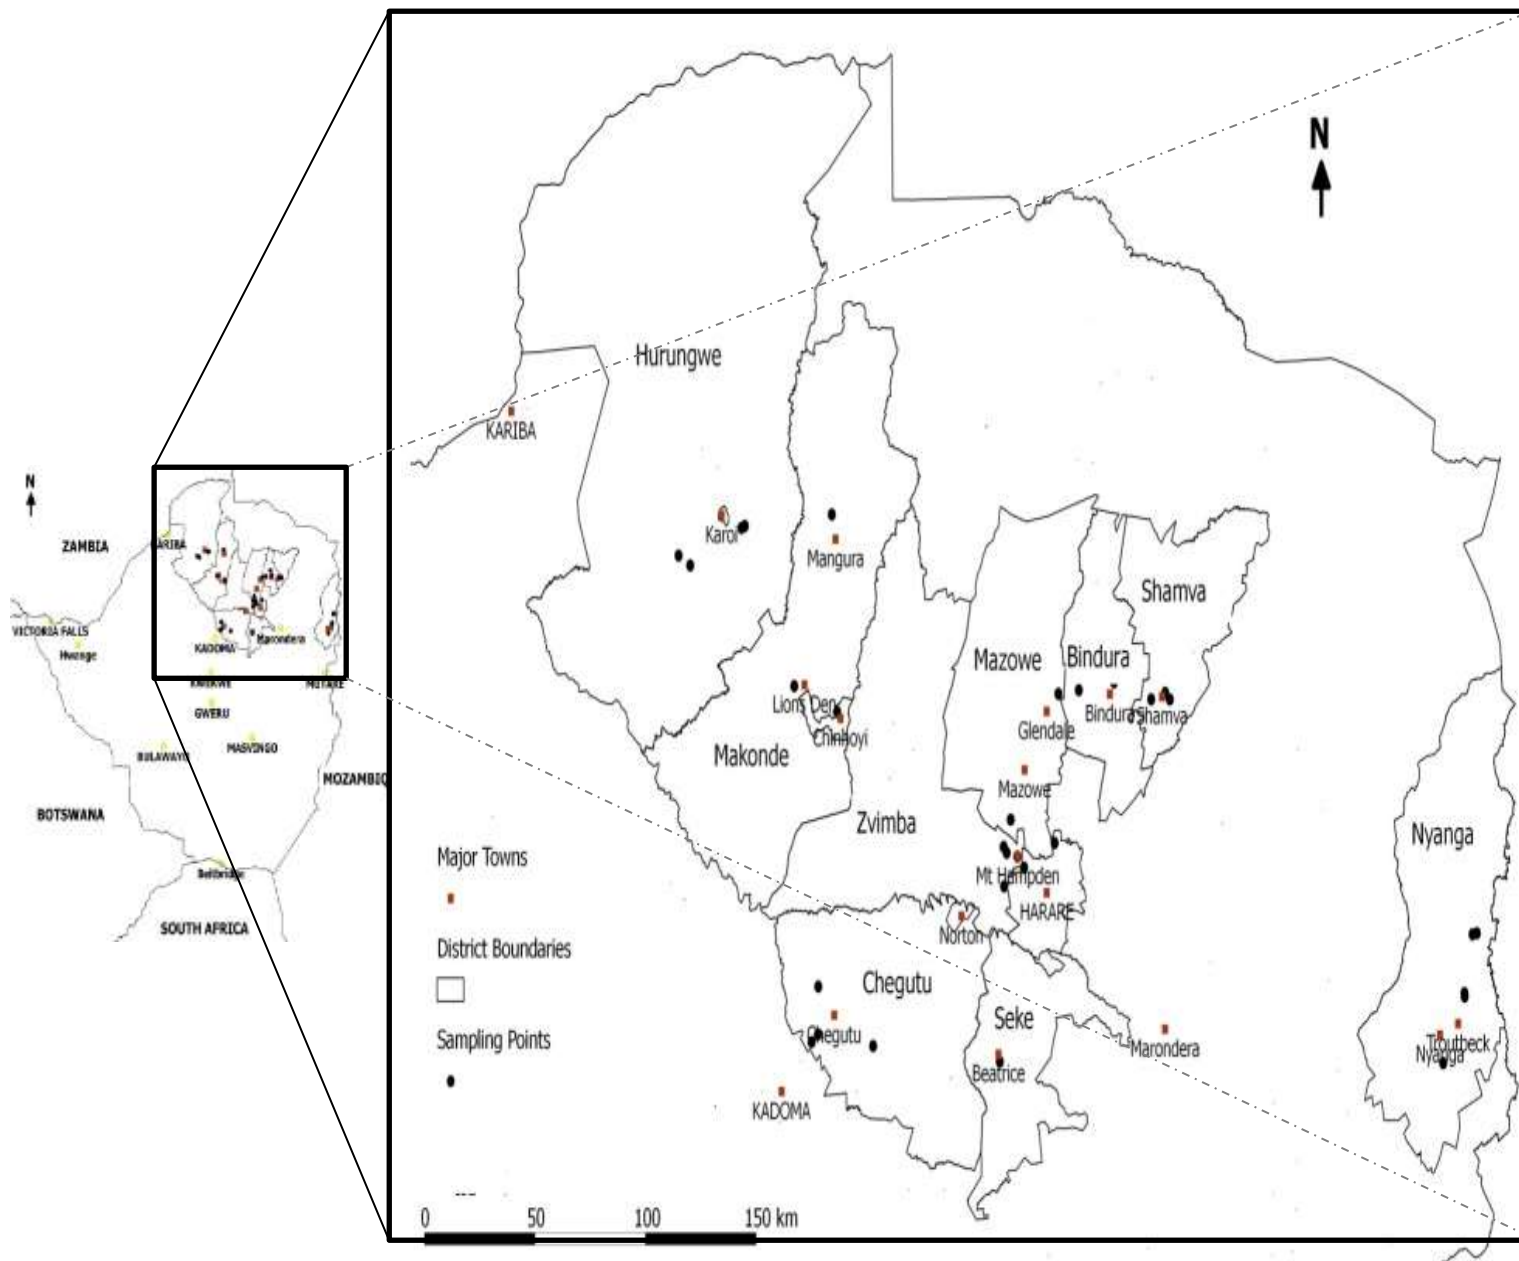 N
ZAMBIA
ARIBA
VICTORIA FALLS
Hwange
KADOMA
Marondera
KWEKWE
MUTARE
GWERU
MASVINGO
BULAWAYO
MOZAMBIQ
BOTSWANA
Beitbridge
SOUTH AFRICA
N
Hurungwe
KARIBA
Karoi
Mangura
Shamva
Mazowe
Bindura
Lions Den
Bindura
Shamva
Glendale
Chinhoyi
Makonde
Mazowe
Zvimba
Nyanga
Mt Hampden
HARARE
Norton
Chegutu
Seke
Chegutu
Marondera
Troutbeck
Nyanga
Beatrice
KADOMA
Major Towns
District Boundaries
Sampling Points
0 50 100 150 km